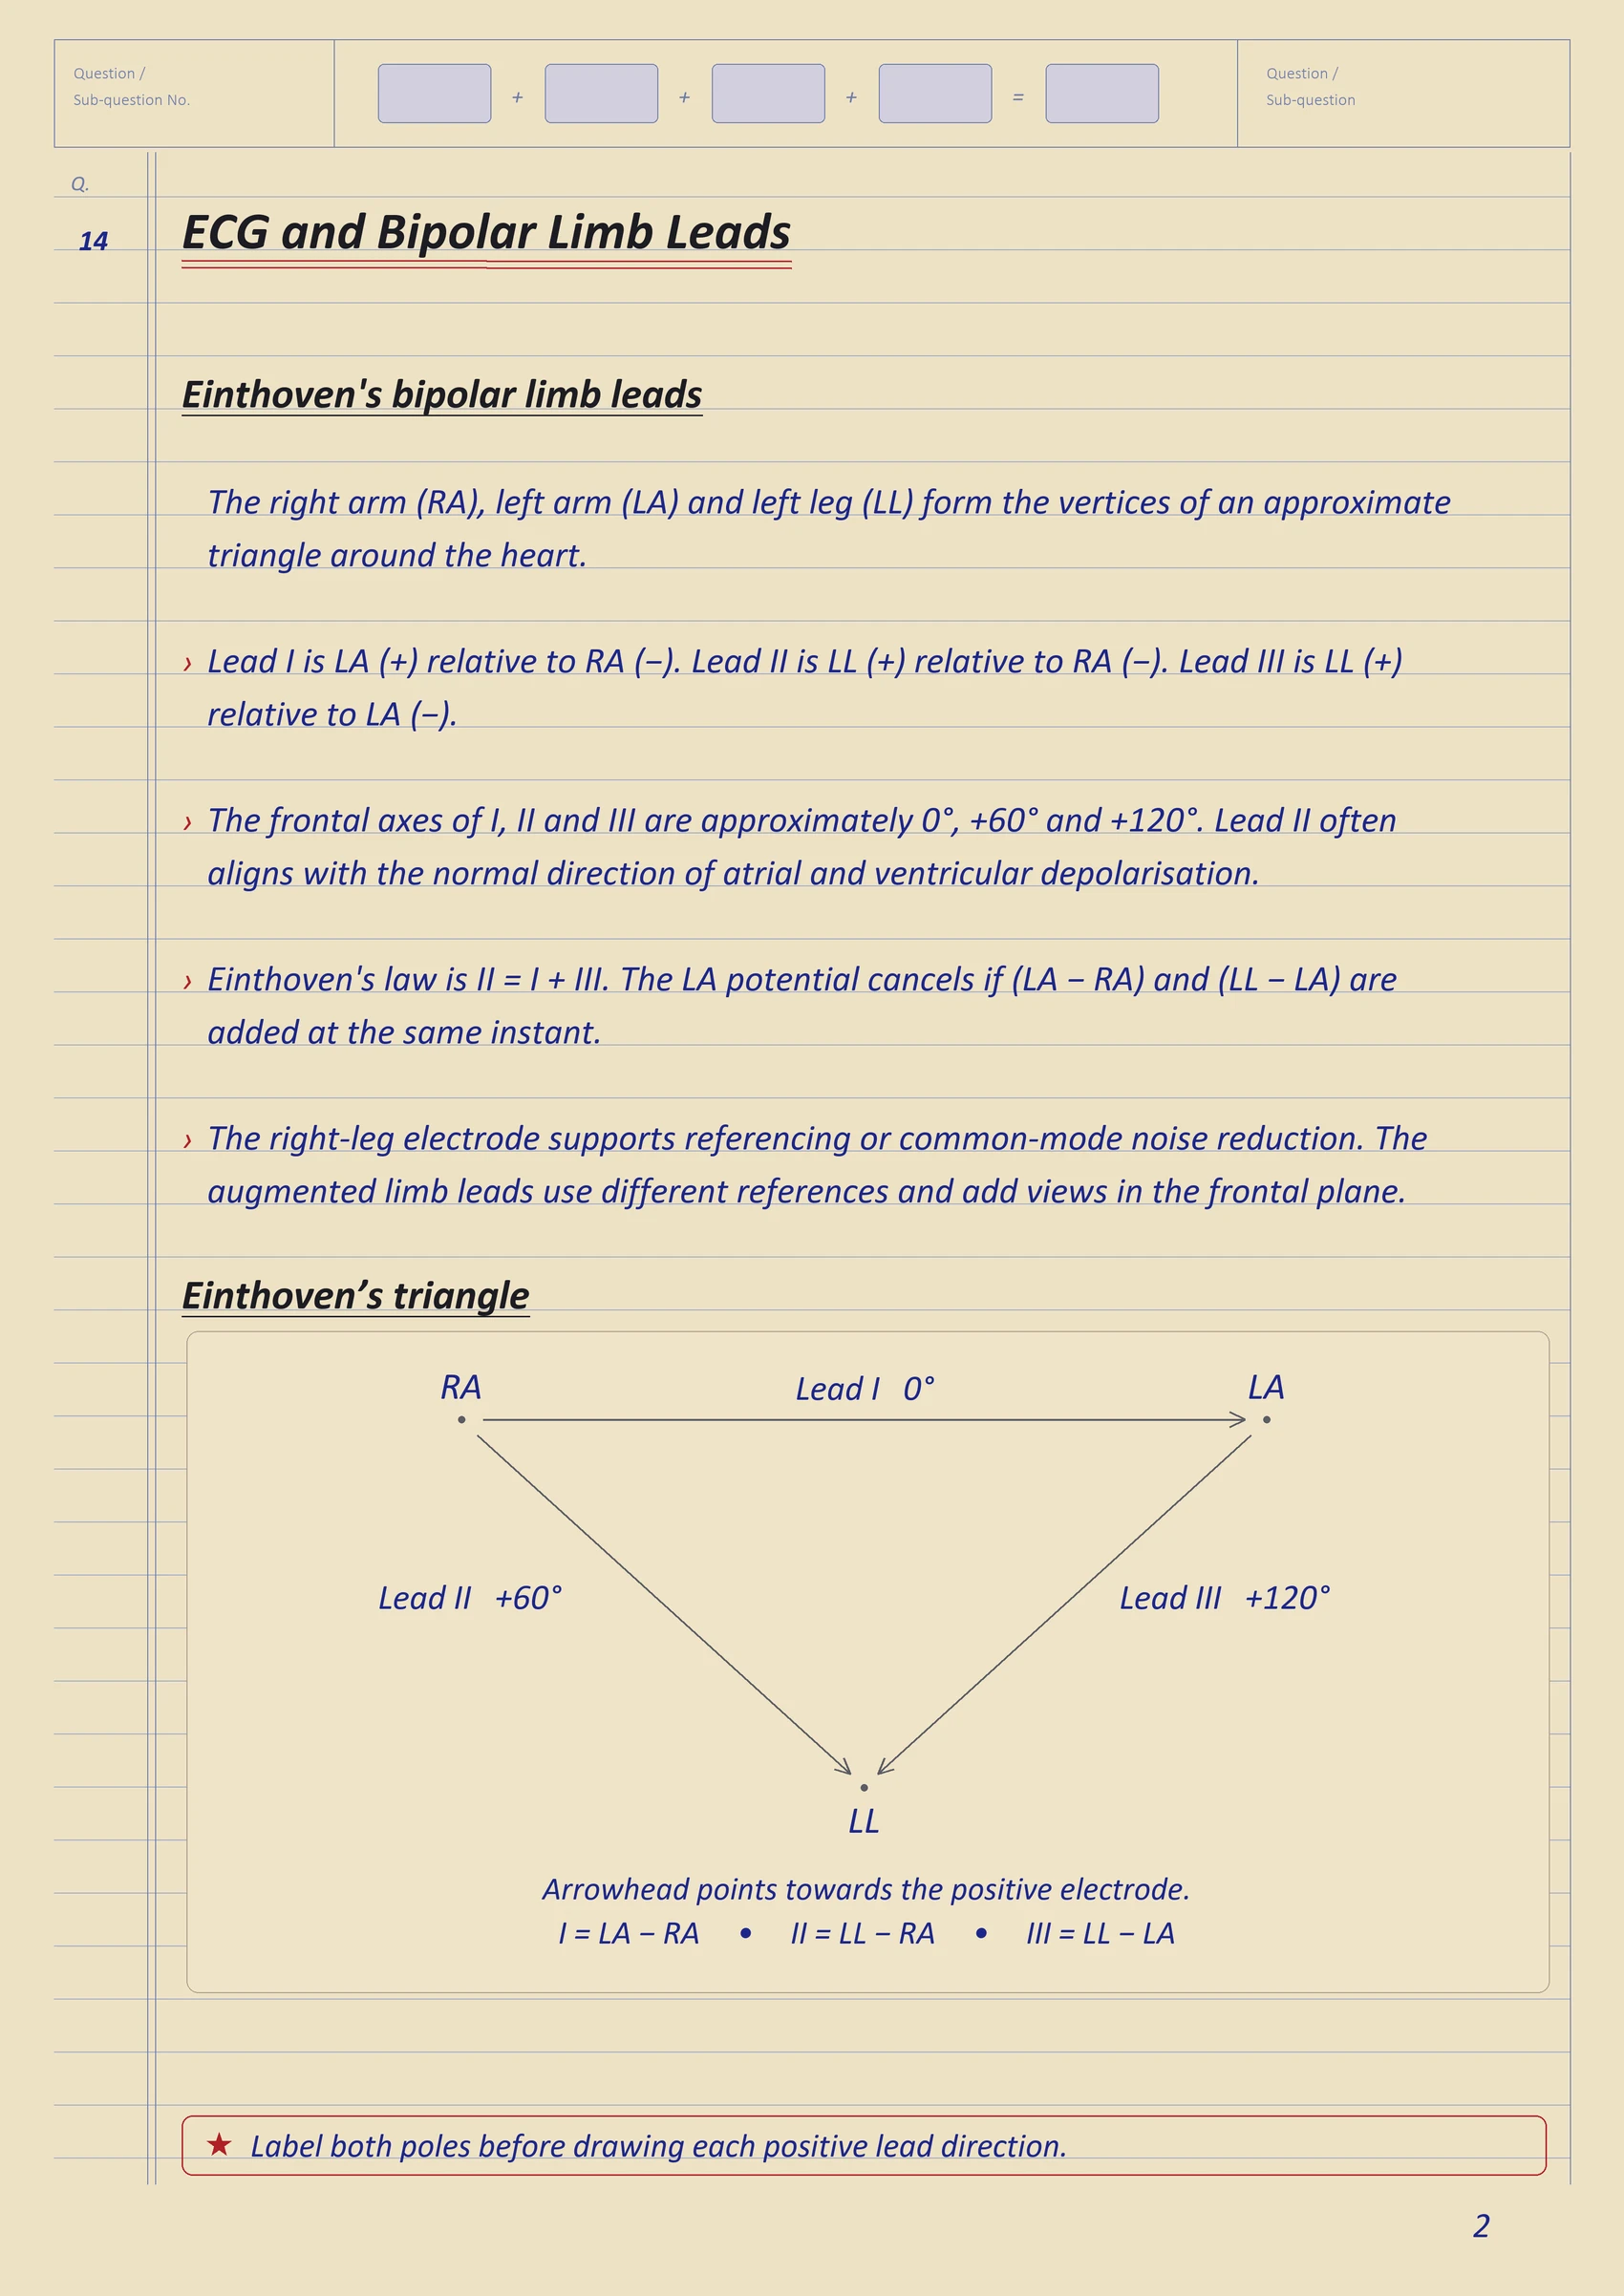 Question /
Sub-question No.
+ + + =
Question /
Sub-question
Q.
14
ECG and Bipolar Limb Leads
Einthoven's bipolar limb leads
The right arm (RA), left arm (LA) and left leg (LL) form the vertices of an approximate
triangle around the heart.
› Lead I is LA (+) relative to RA (−). Lead II is LL (+) relative to RA (−). Lead III is LL (+)
relative to LA (−).
› The frontal axes of I, II and III are approximately 0°, +60° and +120°. Lead II often
aligns with the normal direction of atrial and ventricular depolarisation.
› Einthoven's law is II = I + III. The LA potential cancels if (LA − RA) and (LL − LA) are
added at the same instant.
› The right-leg electrode supports referencing or common-mode noise reduction. The
augmented limb leads use different references and add views in the frontal plane.
Einthoven’s triangle
RA
Lead I 0°
LA
Lead II +60°
Lead III +120°
LL
Arrowhead points towards the positive electrode.
I = LA − RA • II = LL − RA • III = LL − LA
★ Label both poles before drawing each positive lead direction.
2